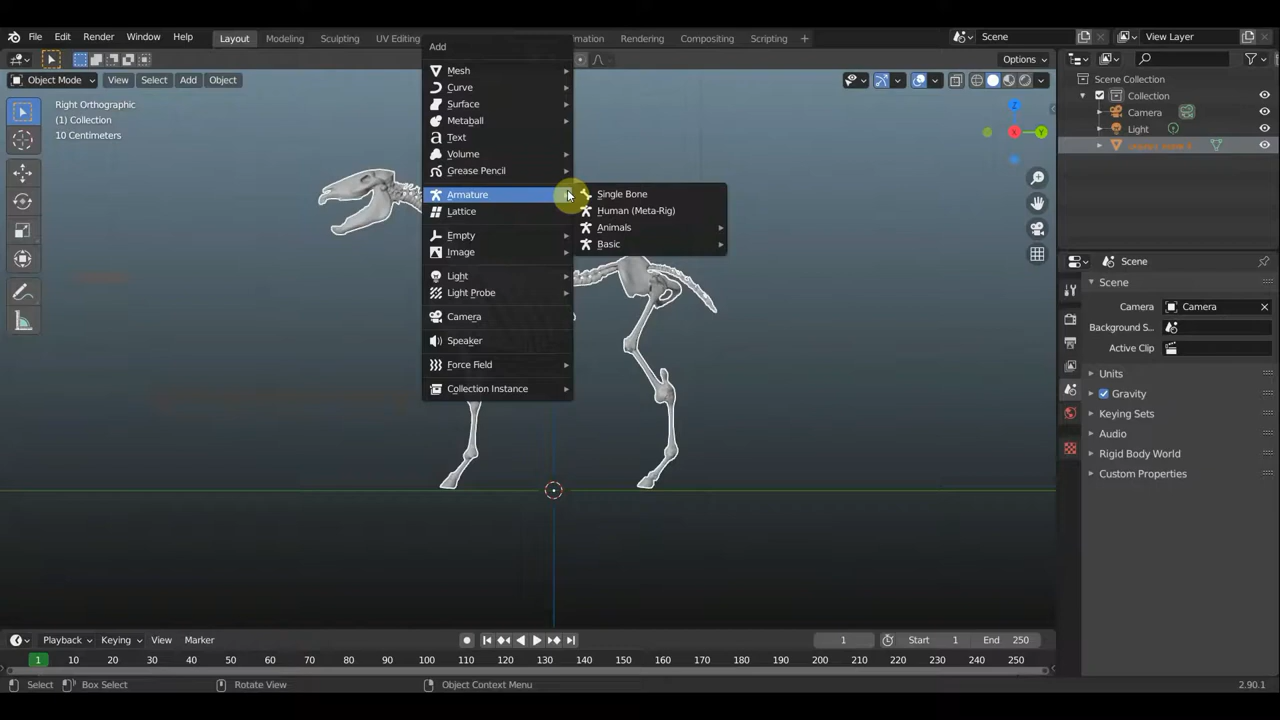 File Edit Render Window Help Layout Modeling Sculpting UV Editing mation Rendering Compositing Scripting + Scene View Layer
Options
Object Mode View Select Add Object
Right Orthographic
(1) Collection
10 Centimeters
Add
Mesh
Curve
Surface
Metaball
Text
Volume
Grease Pencil
Armature
Lattice
Empty
Image
Light
Light Probe
Camera
Speaker
Force Field
Collection Instance
Single Bone
Human (Meta-Rig)
Animals
Basic
X
Y
Z
Scene Collection
Collection
Camera
Light
Scene
Scene
Camera Camera
Background S...
Active Clip
Units
Gravity
Keying Sets
Audio
Rigid Body World
Custom Properties
Playback Keying View Marker 1 Start 1 End 250
1 10 20 30 40 50 60 70 80 90 100 110 120 130 140 150 160 170 180 190 200 210 220 230 240 250
Select Box Select Rotate View Object Context Menu 2.90.1